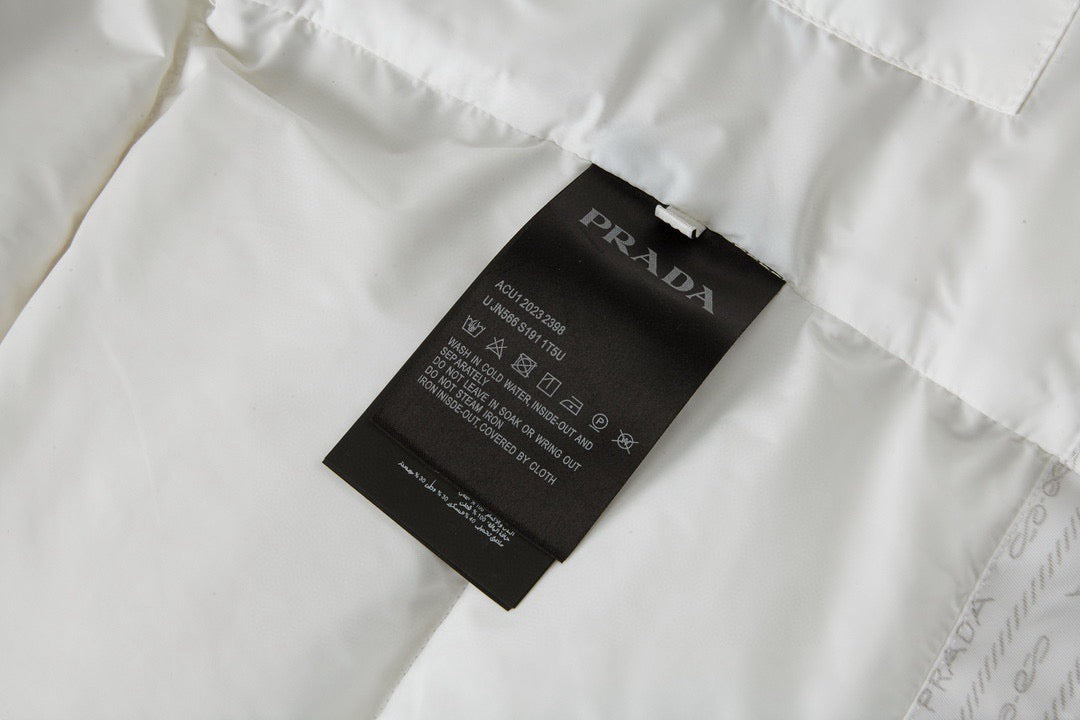 PRADA
ACU1 2023 2398
U JN566 S191 1T5U
P
W
WASH IN COLD WATER, INSIDE-OUT AND
SEPARATELY
DO NOT LEAVE IN SOAK OR WRING OUT
DO NOT STEAM IRON
IRON INISDE-OUT, COVERED BY CLOTH
PRADA